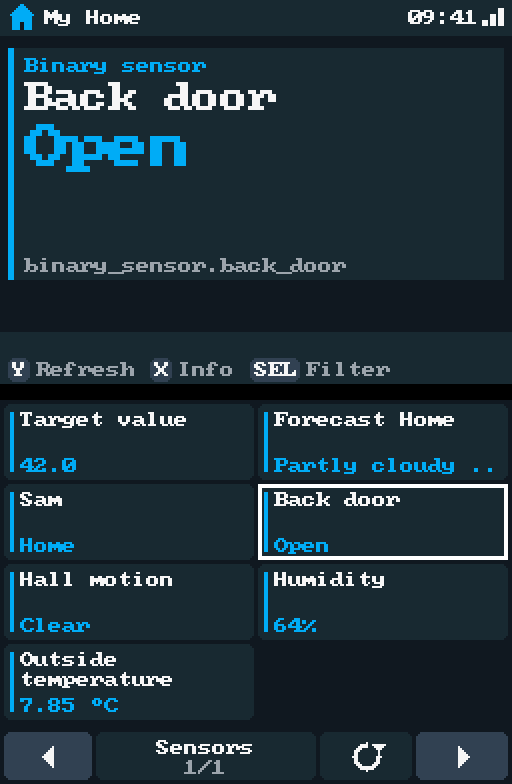 My Home 09:41
Binary sensor
Back door
Open
binary_sensor.back_door
Y Refresh X Info SEL Filter
Target value
42.0
Forecast Home
Partly cloudy ..
Sam
Home
Back door
Open
Hall motion
Clear
Humidity
64%
Outside
temperature
7.85 °C
Sensors
1/1